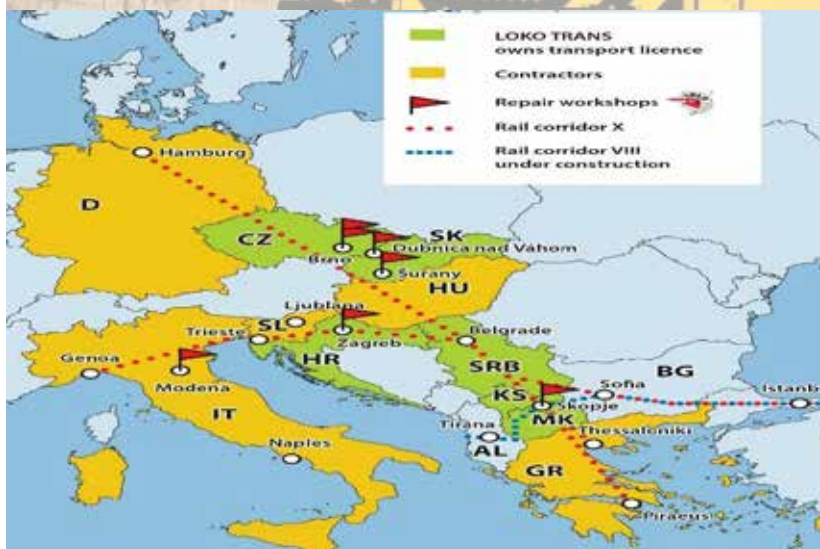 LOKO TRANS
owns transport licence
Contractors
Repair workshops
Rail corridor X
Rail corridor VIII
under construction
Hamburg
D
CZ
SK
Brno
Dubnica nad Váhom
Šurany
HU
Ljublana
SL
Trieste
Zagreb
Belgrade
Genoa
HR
SRB
BG
Modena
KS
Sofia
Istanb
IT
Skopje
MK
Tirana
Thessaloniki
AL
Naples
GR
Piraeus